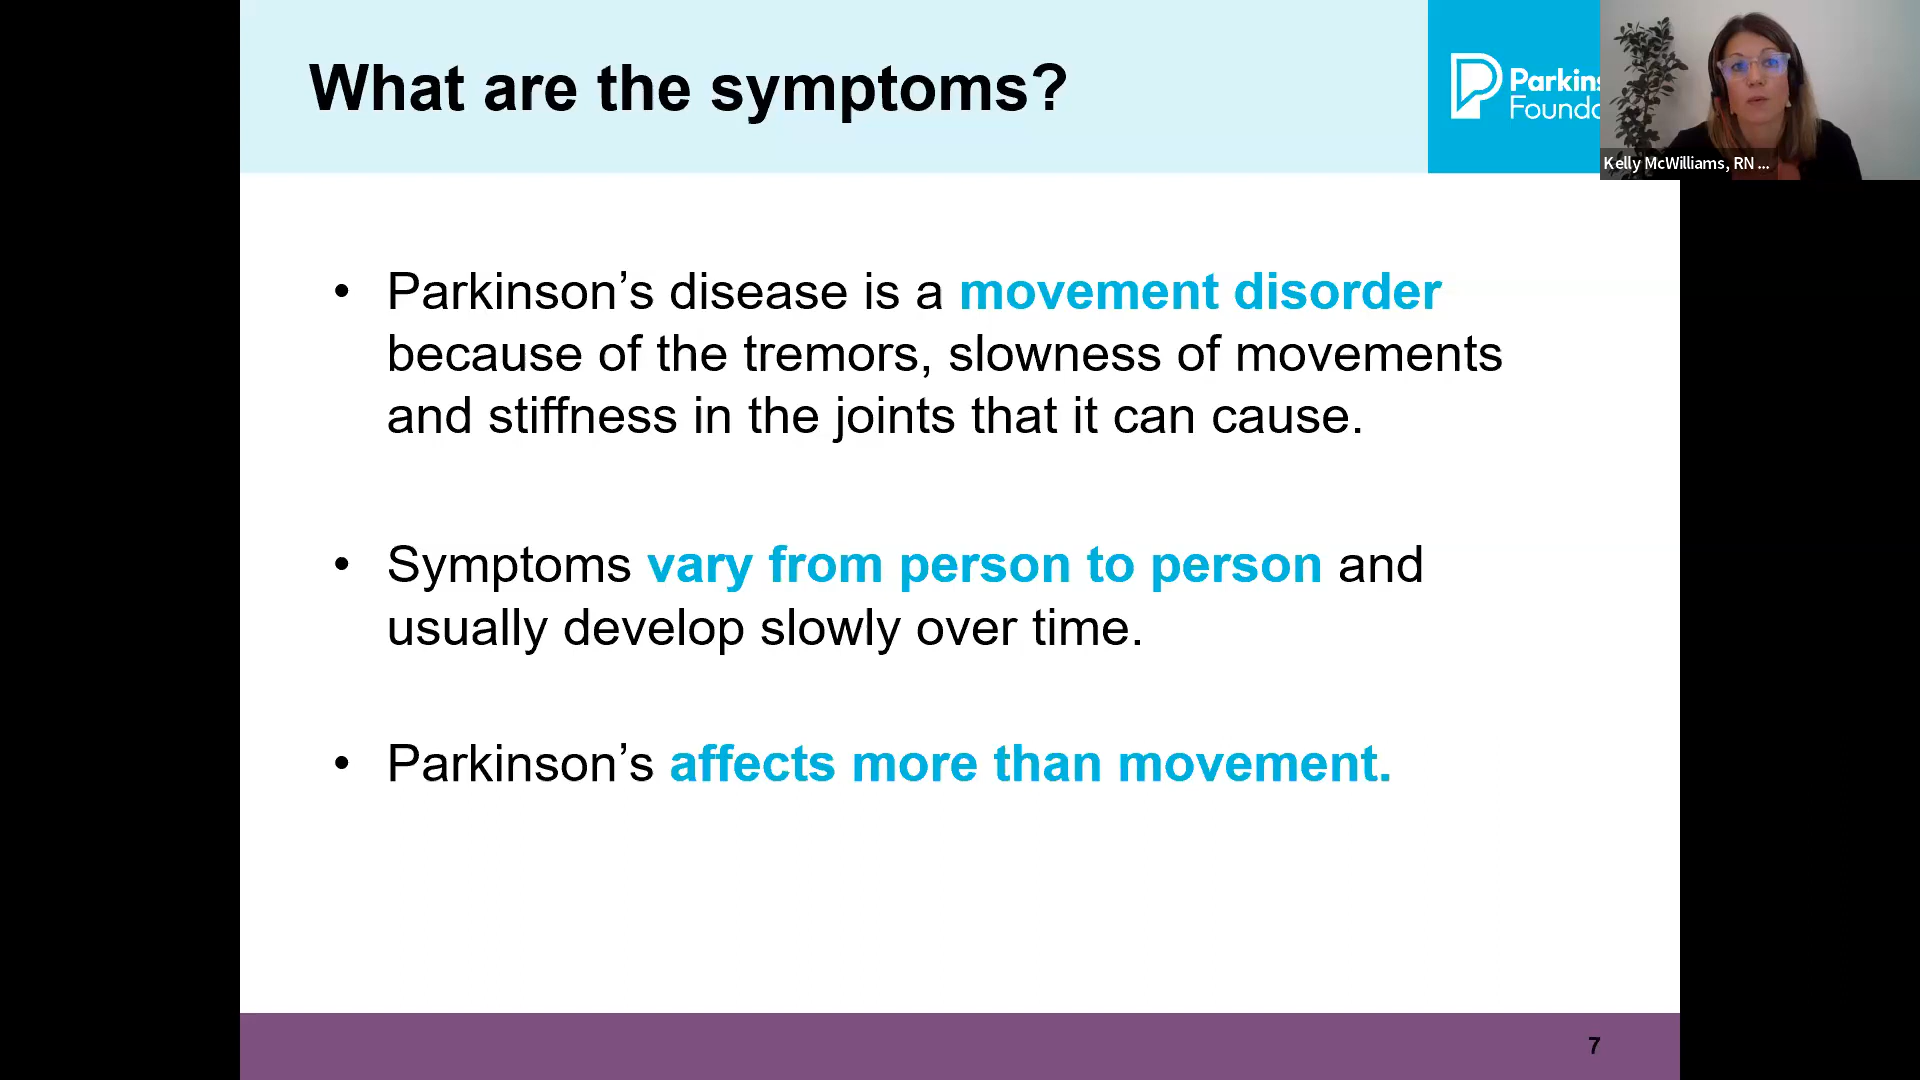 What are the symptoms?
Parkins
Founda
Kelly McWilliams, RN ...
• Parkinson’s disease is a movement disorder
because of the tremors, slowness of movements
and stiffness in the joints that it can cause.
• Symptoms vary from person to person and
usually develop slowly over time.
• Parkinson’s affects more than movement.
7